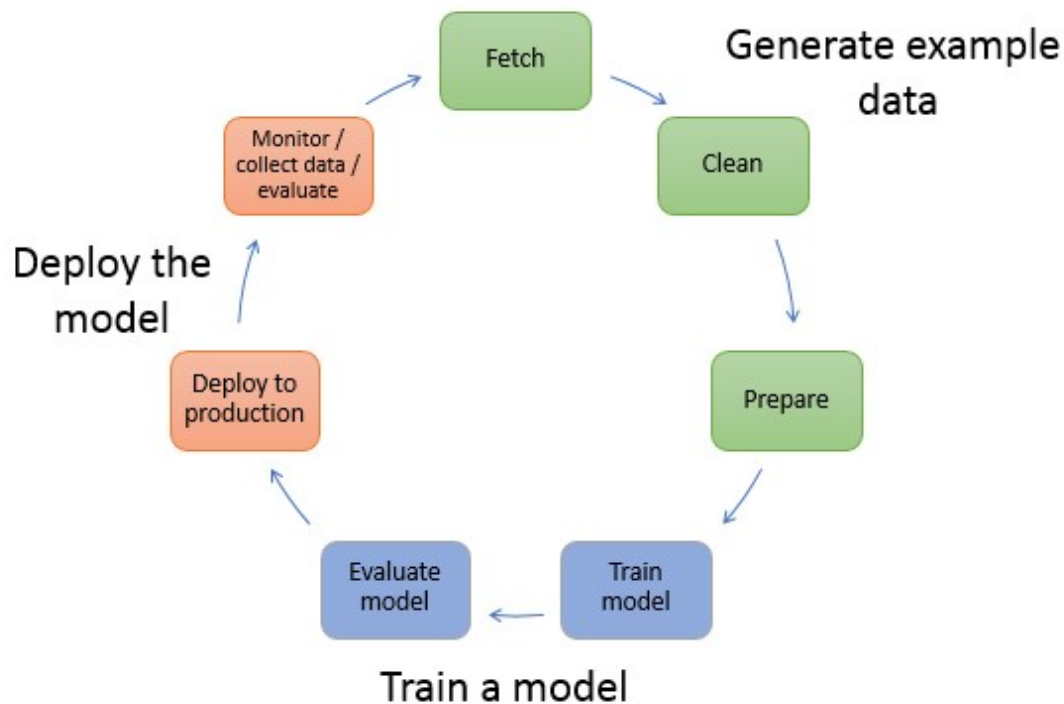 Fetch
Generate example
data
Clean
Monitor /
collect data /
evaluate
Deploy the
model
Prepare
Deploy to
production
Train
model
Evaluate
model
Train a model